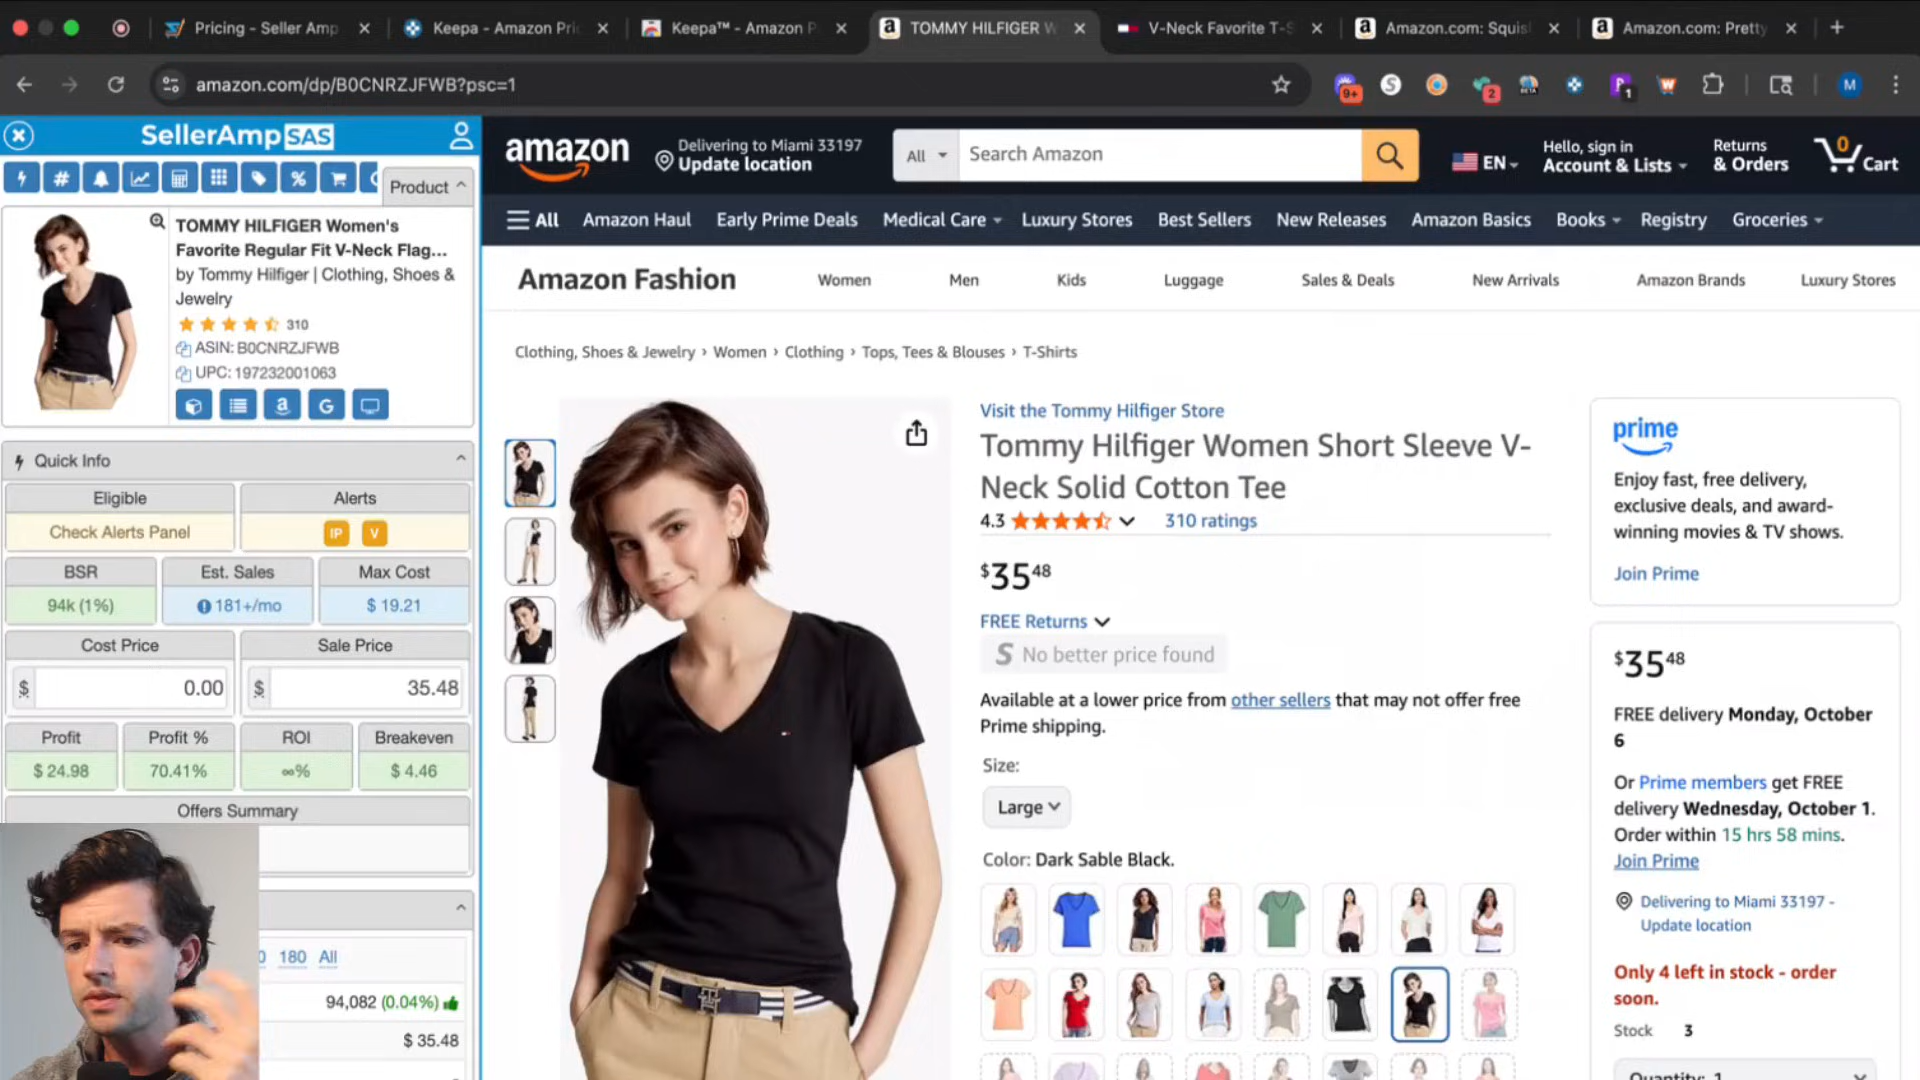 Pricing - Seller Amp
Keepa - Amazon Pric
Keepa™ - Amazon P
TOMMY HILFIGER W
V-Neck Favorite T-S
Amazon.com: Squis
Amazon.com: Pretty
amazon.com/dp/B0CNRZJFWB?psc=1
9+
2
BETA
1
M
SellerAmp SAS
Product
TOMMY HILFIGER Women's
Favorite Regular Fit V-Neck Flag...
by Tommy Hilfiger | Clothing, Shoes &
Jewelry
310
ASIN: B0CNRZJFWB
UPC: 197232001063
Quick Info
Eligible
Alerts
Check Alerts Panel
IP V
BSR
Est. Sales
Max Cost
94k (1%)
181+/mo
$ 19.21
Cost Price
Sale Price
$ 0.00
$ 35.48
Profit
Profit %
ROI
Breakeven
$ 24.98
70.41%
∞%
$ 4.46
Offers Summary
180 All
94,082 (0.04%)
$ 35.48
amazon
Delivering to Miami 33197
Update location
All
Search Amazon
EN
Hello, sign in
Account & Lists
Returns
& Orders
0
Cart
All
Amazon Haul
Early Prime Deals
Medical Care
Luxury Stores
Best Sellers
New Releases
Amazon Basics
Books
Registry
Groceries
Amazon Fashion
Women
Men
Kids
Luggage
Sales & Deals
New Arrivals
Amazon Brands
Luxury Stores
Clothing, Shoes & Jewelry › Women › Clothing › Tops, Tees & Blouses › T-Shirts
Visit the Tommy Hilfiger Store
Tommy Hilfiger Women Short Sleeve V-
Neck Solid Cotton Tee
4.3
310 ratings
$35 48
FREE Returns
No better price found
Available at a lower price from other sellers that may not offer free
Prime shipping.
Size:
Large
Color: Dark Sable Black.
prime
Enjoy fast, free delivery,
exclusive deals, and award-
winning movies & TV shows.
Join Prime
$35 48
FREE delivery Monday, October
6
Or Prime members get FREE
delivery Wednesday, October 1.
Order within 15 hrs 58 mins.
Join Prime
Delivering to Miami 33197 -
Update location
Only 4 left in stock - order
soon.
Stock 3
Quantity: 1